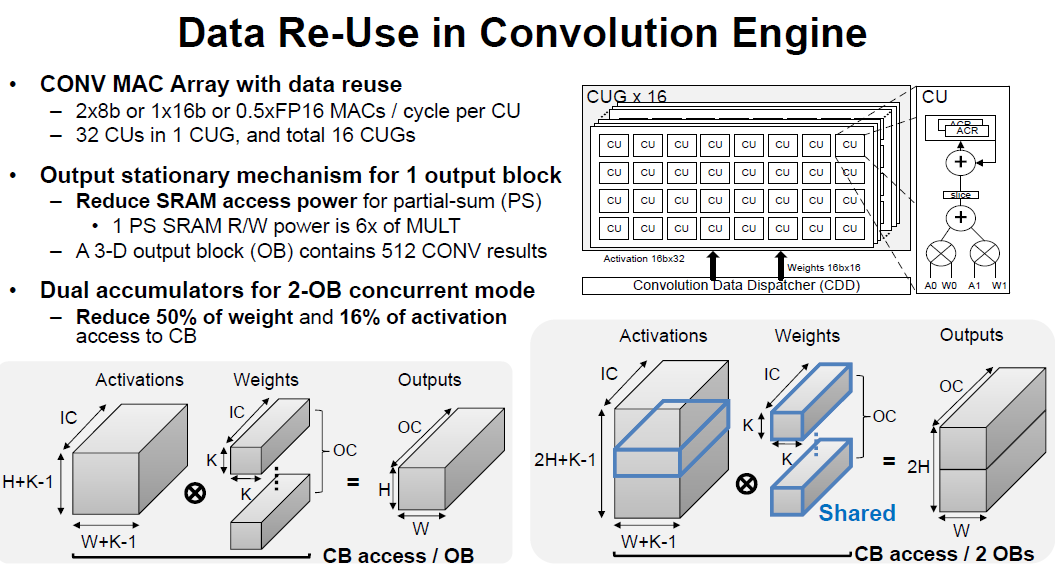 Data Re-Use in Convolution Engine
• CONV MAC Array with data reuse
– 2x8b or 1x16b or 0.5xFP16 MACs / cycle per CU
– 32 CUs in 1 CUG, and total 16 CUGs
• Output stationary mechanism for 1 output block
– Reduce SRAM access power for partial-sum (PS)
• 1 PS SRAM R/W power is 6x of MULT
– A 3-D output block (OB) contains 512 CONV results
• Dual accumulators for 2-OB concurrent mode
– Reduce 50% of weight and 16% of activation
access to CB
CUG x 16
CU CU CU CU CU CU CU CU
CU CU CU CU CU CU CU CU
CU CU CU CU CU CU CU CU
CU CU CU CU CU CU CU CU
Activation 16bx32
Weights 16bx16
Convolution Data Dispatcher (CDD)
CU
ACR
ACR
+
slice
+
A0 W0 A1 W1
Activations Weights Outputs
IC
IC
OC
OC
K
K
H+K-1
H
=
W+K-1
W
CB access / OB
Activations Weights Outputs
IC
IC
OC
OC
K
K
2H+K-1
2H
=
Shared
W+K-1
W
CB access / 2 OBs